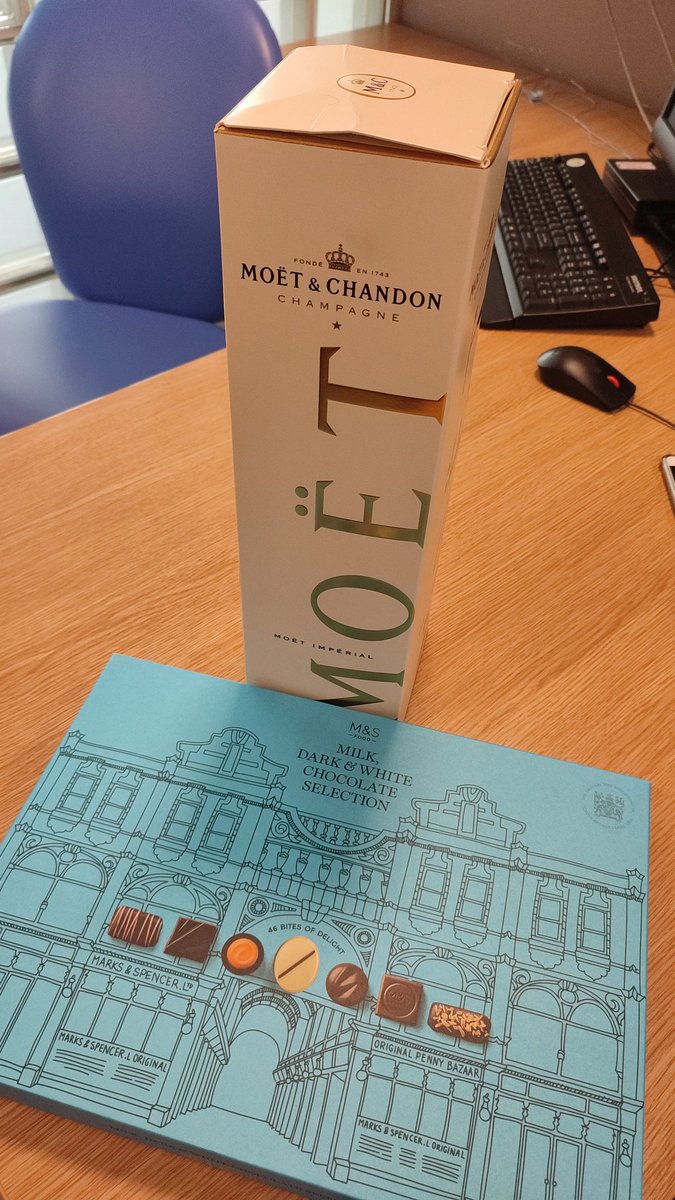 M&C
FONDÉ EN 1743
MOËT & CHANDON
CHAMPAGNE
MOËT
MOËT IMPÉRIAL
M&S
FOOD
MILK,
DARK & WHITE
CHOCOLATE
SELECTION
46 BITES OF DELIGHT
MARKS & SPENCER. LTD
MARKS & SPENCER.L ORIGINAL
ORIGINAL PENNY BAZAAR
MARKS & SPENCER.L ORIGINAL